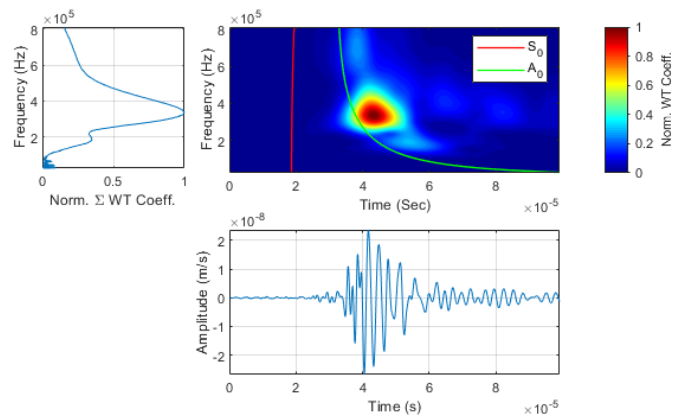 × 10^5
8
6
4
2
Frequency (Hz)
0 0.5 1
Norm. Σ WT Coeff.
× 10^5
8
6
4
2
Frequency (Hz)
S_0
A_0
0 2 4 6 8
Time (Sec)
× 10^-5
1
0.8
0.6
0.4
0.2
0
Norm. WT Coeff.
× 10^-8
2
1
0
-1
-2
Amplitude (m/s)
0 2 4 6 8
Time (s)
× 10^-5